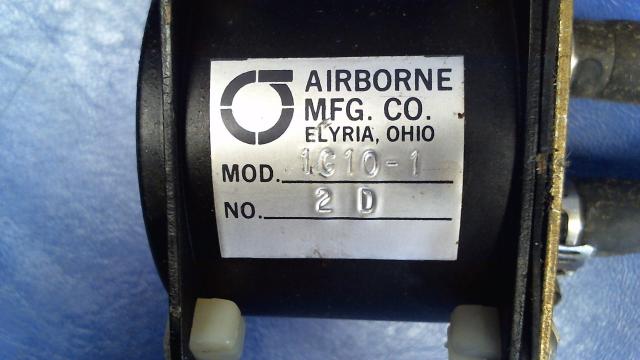 AIRBORNE
MFG. CO.
ELYRIA, OHIO
MOD. 1G10-1
NO. 2 D